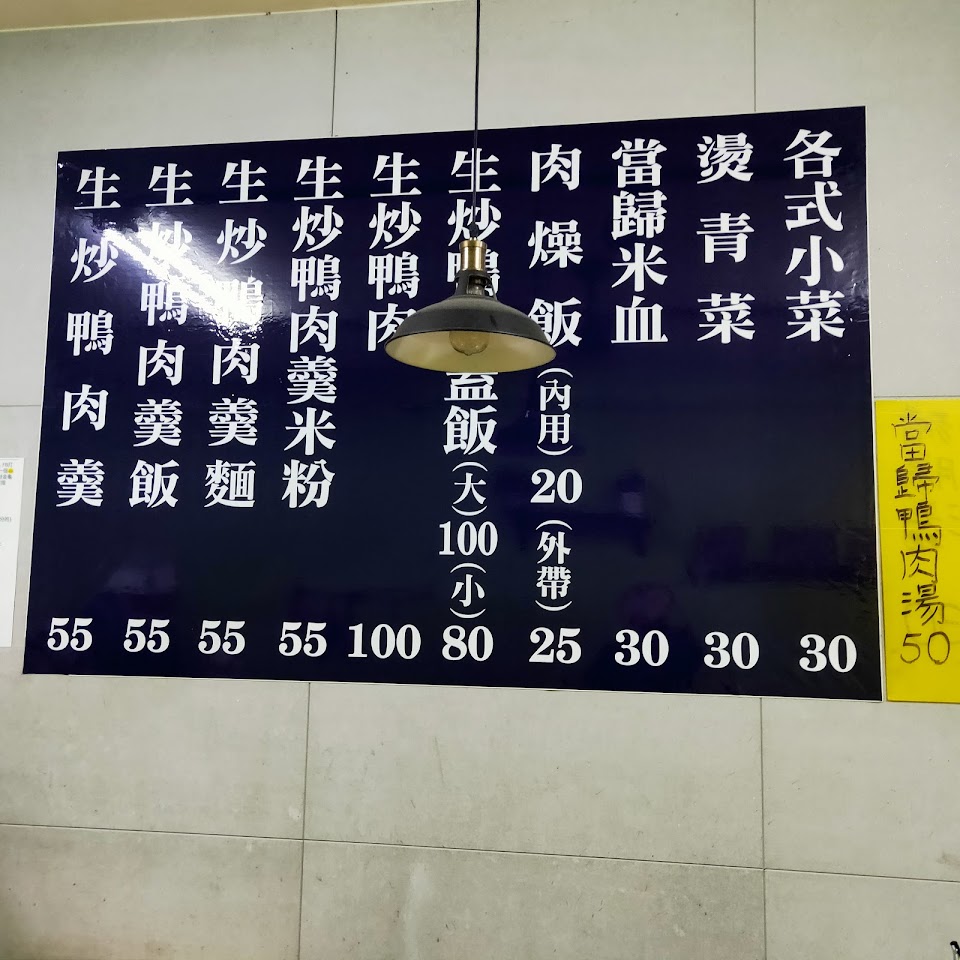 當歸鴨肉湯50
各式小菜 30
燙青菜 30
當歸米血 30
肉燥飯(內用)20(外帶)25
生炒鴨 蓋飯(大)100(小)80
生炒鴨肉 100
生炒鴨肉羹米粉 55
生炒鴨肉羹麵 55
生炒鴨肉羹飯 55
生炒鴨肉羹 55